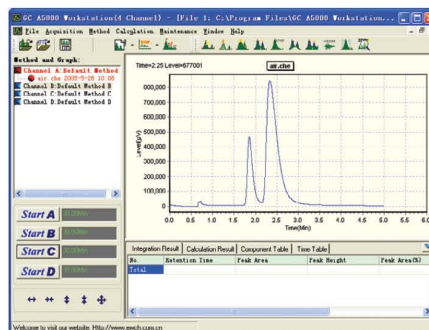 GC A5000 Workstation(4 Channel) - [File 1: C:\Program Files\GC A5000 Workstation...
File Acquisition Method Calculation Maintenance Window Help
Method and Graph:
Channel A:Default Method
air.che 2005-5-26 10:08
Channel B:Default Method B
Channel C:Default Method C
Channel D:Default Method D
Start A
Start B
Start C
Start D
Time=2.25 Level=677001
air.che
800,000
700,000
600,000
500,000
400,000
300,000
200,000
100,000
0
Level(μV)
0.0 0.5 1.0 1.5 2.0 2.5 3.0 3.5 4.0 4.5 5.0 5.5 6.0
Time(Min)
Integration Result Calculation Result Component Table Time Table
No. Retention Time Peak Area Peak Height Peak Area(%)
Total
Welcome to visit our website: Http://www.ewch.com.cn